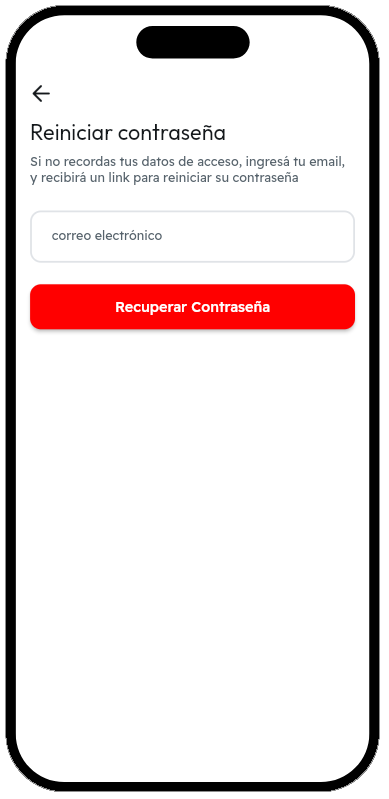 Reiniciar contraseña
Si no recordas tus datos de acceso, ingresá tu email,
y recibirá un link para reiniciar su contraseña
correo electrónico
Recuperar Contraseña